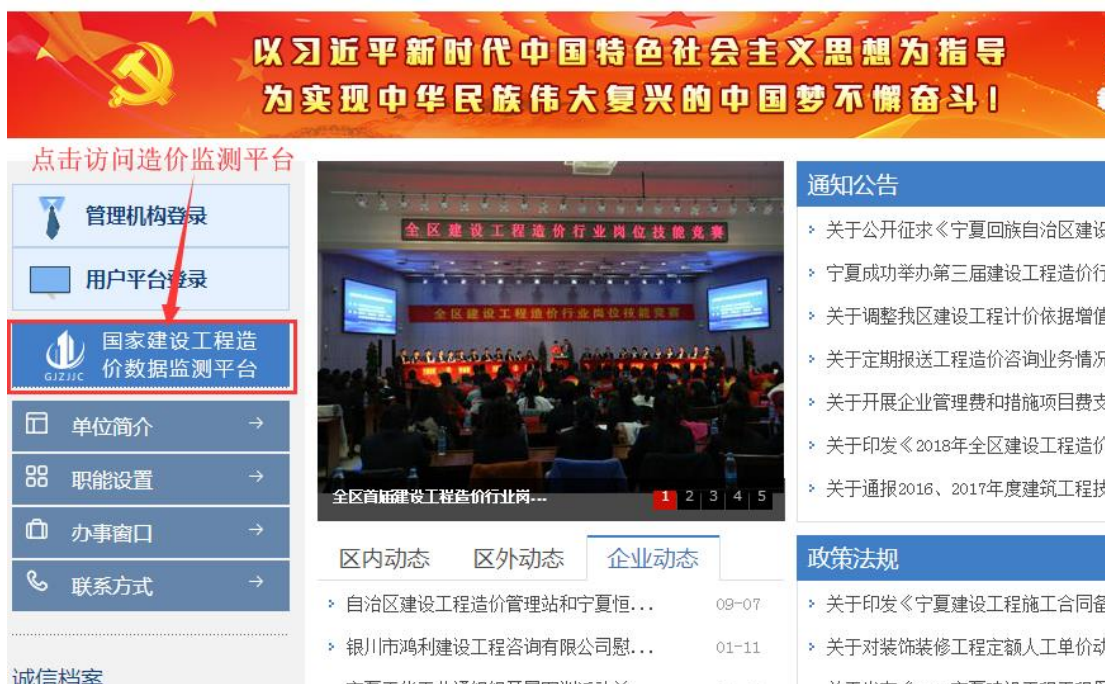 以习近平新时代中国特色社会主义思想为指导
为实现中华民族伟大复兴的中国梦不懈奋斗！
点击访问造价监测平台
管理机构登录
用户平台登录
GJZJJC
国家建设工程造
价数据监测平台
单位简介
职能设置
办事窗口
联系方式
诚信档案
全区建设工程造价行业岗位技能竞赛
全区建设工程造价行业岗位技能竞赛
全区首届建设工程造价行业岗...
1 2 3 4 5
区内动态 区外动态 企业动态
自治区建设工程造价管理站和宁夏恒... 09-07
银川市鸿利建设工程咨询有限公司慰... 01-11
通知公告
关于公开征求《宁夏回族自治区建设
宁夏成功举办第三届建设工程造价行
关于调整我区建设工程计价依据增值
关于定期报送工程造价咨询业务情况
关于开展企业管理费和措施项目费支
关于印发《2018年全区建设工程造价
关于通报2016、2017年度建筑工程技
政策法规
关于印发《宁夏建设工程施工合同备
关于对装饰装修工程定额人工单价动